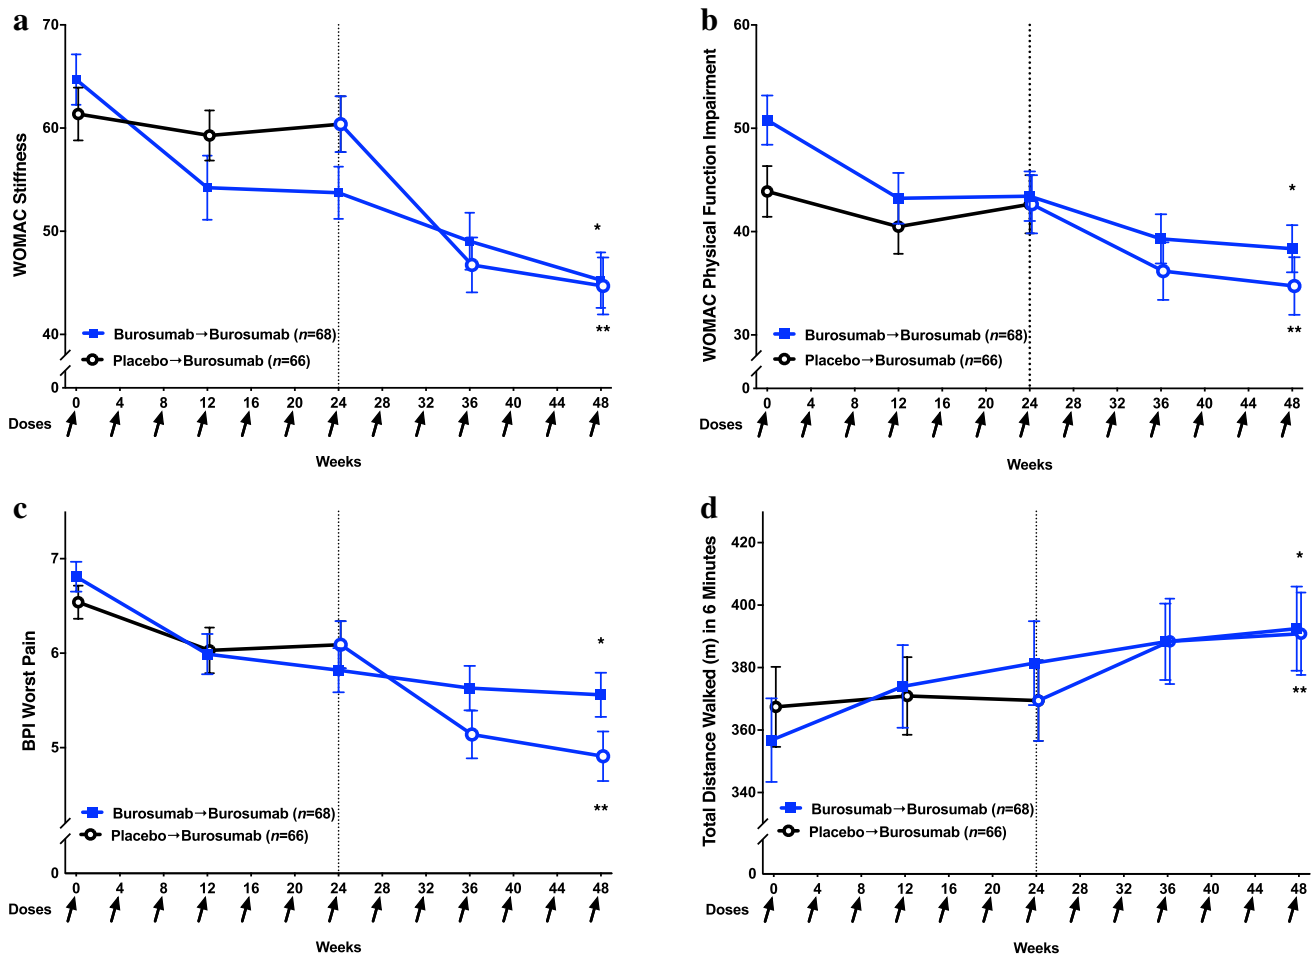 a
70
60
50
40
0
WOMAC Stiffness
*
**
Burosumab→Burosumab (n=68)
Placebo→Burosumab (n=66)
0 4 8 12 16 20 24 28 32 36 40 44 48
Doses
Weeks
b
60
50
40
30
0
WOMAC Physical Function Impairment
*
**
Burosumab→Burosumab (n=68)
Placebo→Burosumab (n=66)
0 4 8 12 16 20 24 28 32 36 40 44 48
Doses
Weeks
c
7
6
5
0
BPI Worst Pain
*
**
Burosumab→Burosumab (n=68)
Placebo→Burosumab (n=66)
0 4 8 12 16 20 24 28 32 36 40 44 48
Doses
Weeks
d
420
400
380
360
340
0
Total Distance Walked (m) in 6 Minutes
*
**
Burosumab→Burosumab (n=68)
Placebo→Burosumab (n=66)
0 4 8 12 16 20 24 28 32 36 40 44 48
Doses
Weeks